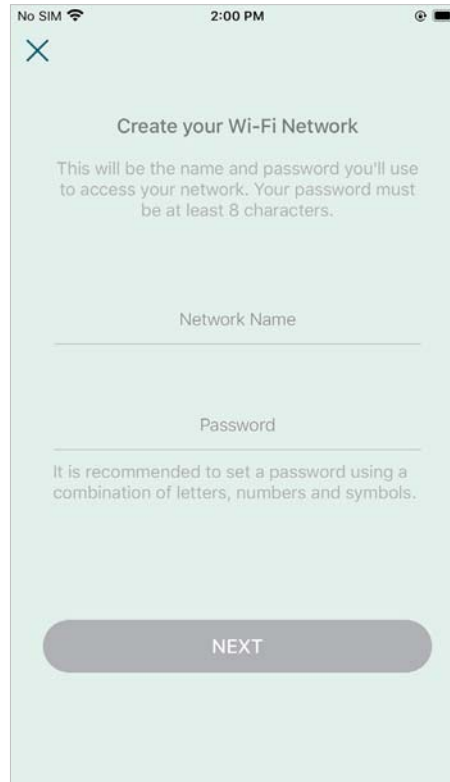 No SIM 2:00 PM
Create your Wi-Fi Network
This will be the name and password you'll use
to access your network. Your password must
be at least 8 characters.
Network Name
Password
It is recommended to set a password using a
combination of letters, numbers and symbols.
NEXT